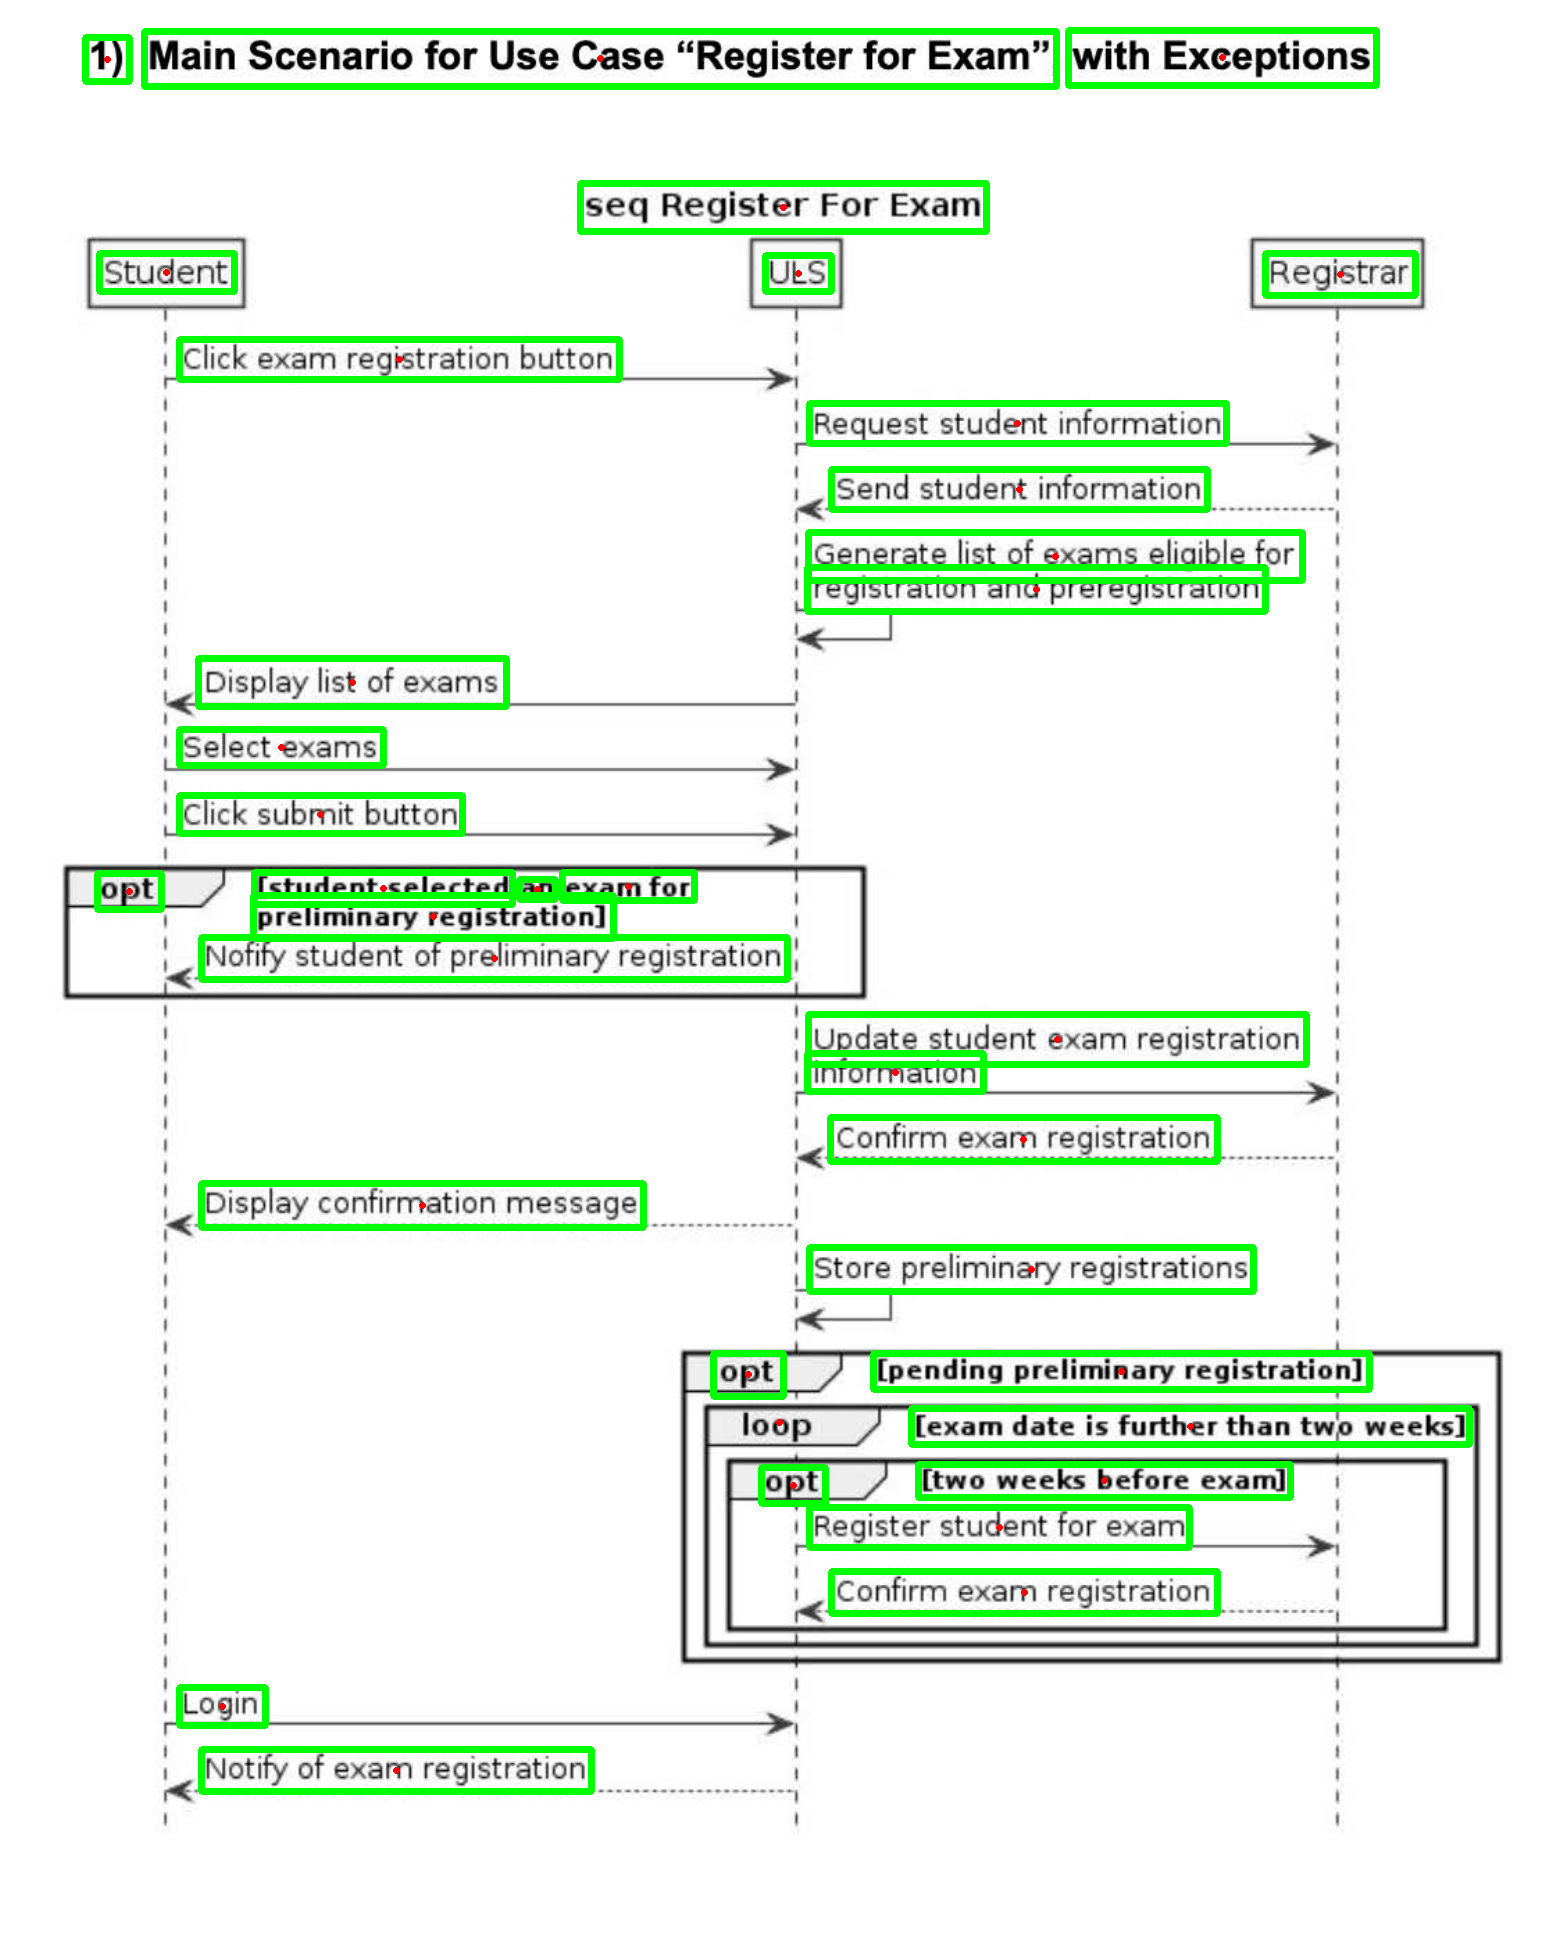 1) Main Scenario for Use Case “Register for Exam” with Exceptions
seq Register For Exam
Student ULS Registrar
Click exam registration button
Request student information
Send student information
Generate list of exams eligible for
registration and preregistration
Display list of exams
Select exams
Click submit button
opt [student selected an exam for
preliminary registration]
Nofify student of preliminary registration
Update student exam registration
information
Confirm exam registration
Display confirmation message
Store preliminary registrations
opt [pending preliminary registration]
loop [exam date is further than two weeks]
opt [two weeks before exam]
Register student for exam
Confirm exam registration
Login
Notify of exam registration